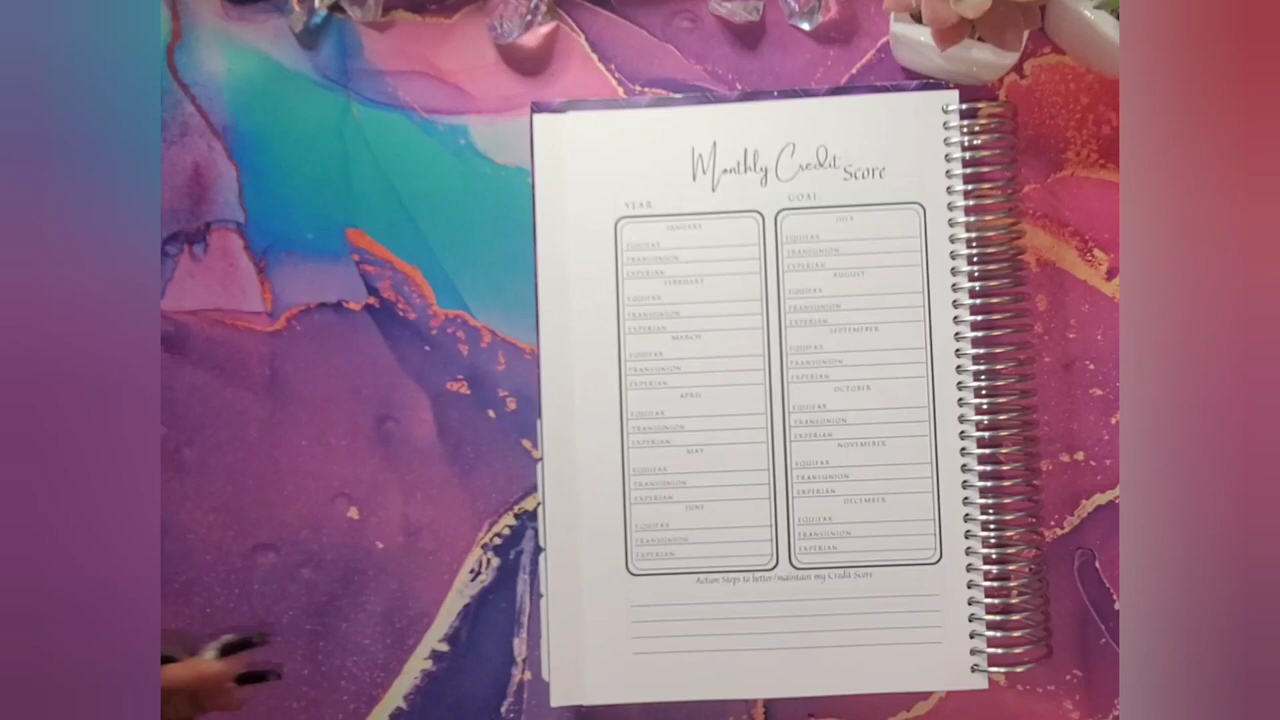 Monthly Credit Score
YEAR:
GOAL:
JANUARY
EQUIFAX
TRANSUNION
EXPERIAN
FEBRUARY
EQUIFAX
TRANSUNION
EXPERIAN
MARCH
EQUIFAX
TRANSUNION
EXPERIAN
APRIL
EQUIFAX
TRANSUNION
EXPERIAN
MAY
EQUIFAX
TRANSUNION
EXPERIAN
JUNE
EQUIFAX
TRANSUNION
EXPERIAN
JULY
EQUIFAX
TRANSUNION
EXPERIAN
AUGUST
EQUIFAX
TRANSUNION
EXPERIAN
SEPTEMBER
EQUIFAX
TRANSUNION
EXPERIAN
OCTOBER
EQUIFAX
TRANSUNION
EXPERIAN
NOVEMBER
EQUIFAX
TRANSUNION
EXPERIAN
DECEMBER
EQUIFAX
TRANSUNION
EXPERIAN
Action Steps to better/maintain my Credit Score